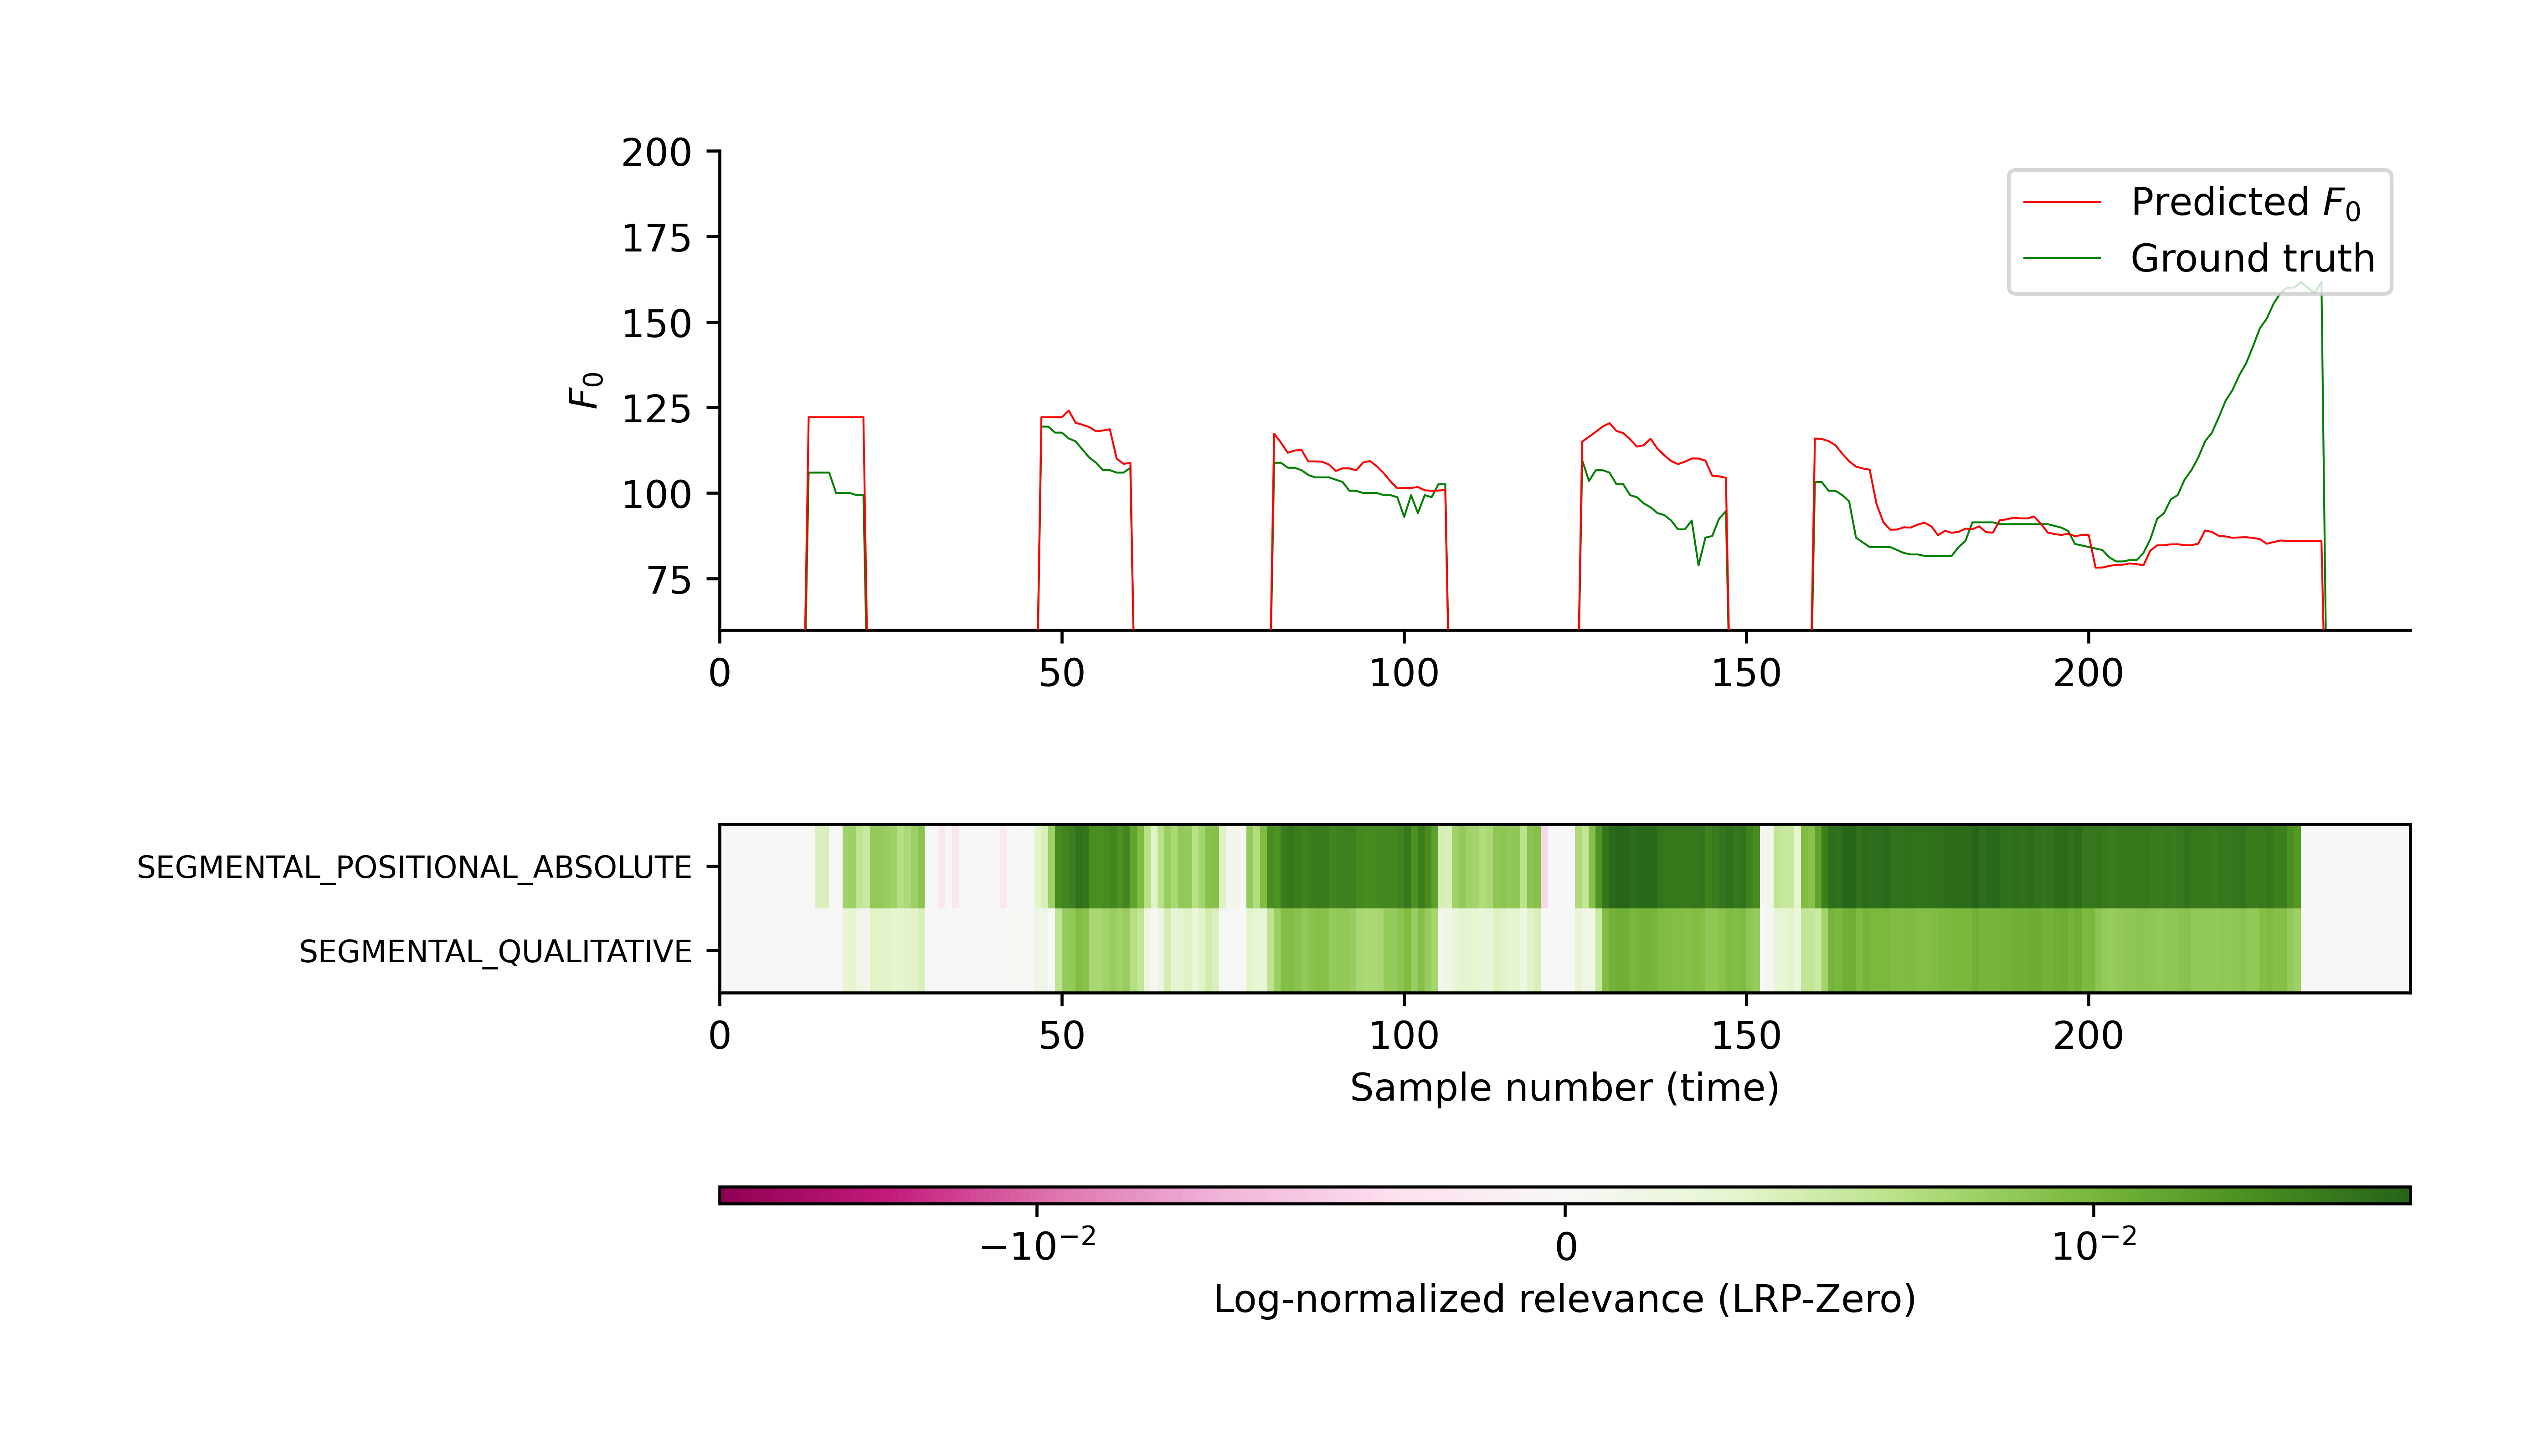 200
175
150
125
100
75
F0
Predicted F0
Ground truth
0 50 100 150 200
SEGMENTAL_POSITIONAL_ABSOLUTE
SEGMENTAL_QUALITATIVE
0 50 100 150 200
Sample number (time)
−10⁻² 0 10⁻²
Log-normalized relevance (LRP-Zero)